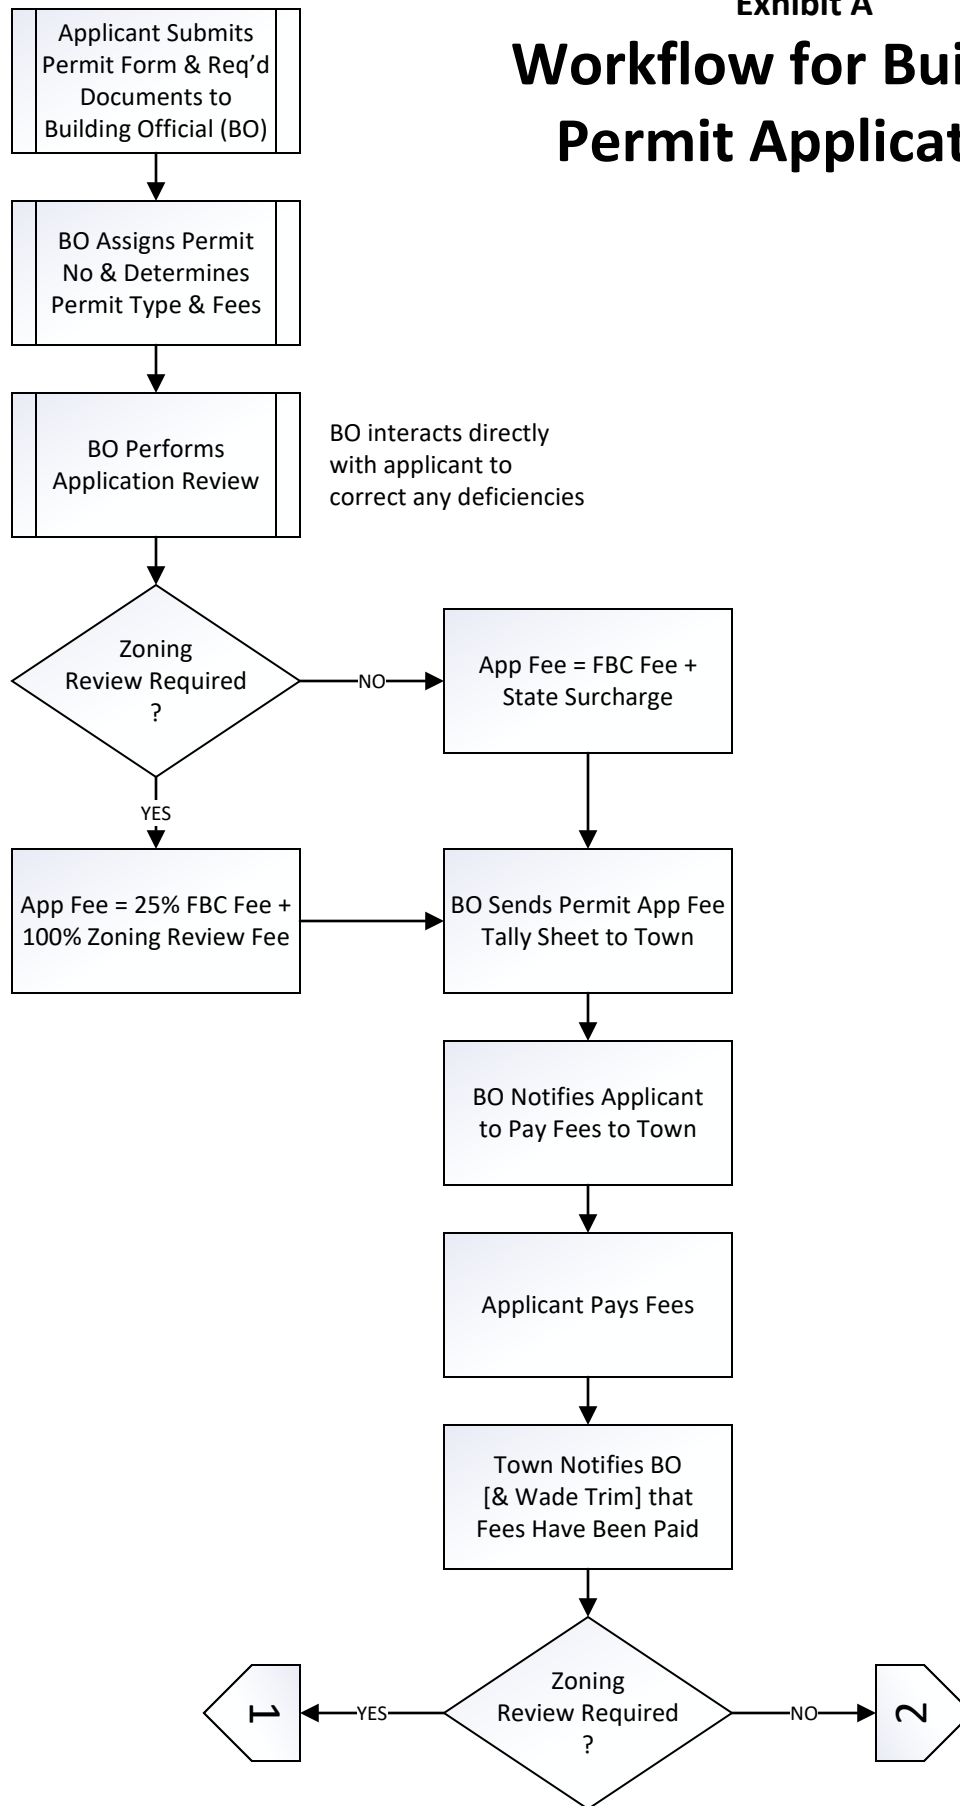 Exhibit A
Workflow for Bui
Permit Applicat
Applicant Submits
Permit Form & Req’d
Documents to
Building Official (BO)
BO Assigns Permit
No & Determines
Permit Type & Fees
BO Performs
Application Review
BO interacts directly
with applicant to
correct any deficiencies
Zoning
Review Required
?
NO
App Fee = FBC Fee +
State Surcharge
YES
App Fee = 25% FBC Fee +
100% Zoning Review Fee
BO Sends Permit App Fee
Tally Sheet to Town
BO Notifies Applicant
to Pay Fees to Town
Applicant Pays Fees
Town Notifies BO
[& Wade Trim] that
Fees Have Been Paid
Zoning
Review Required
?
YES
1
NO
2